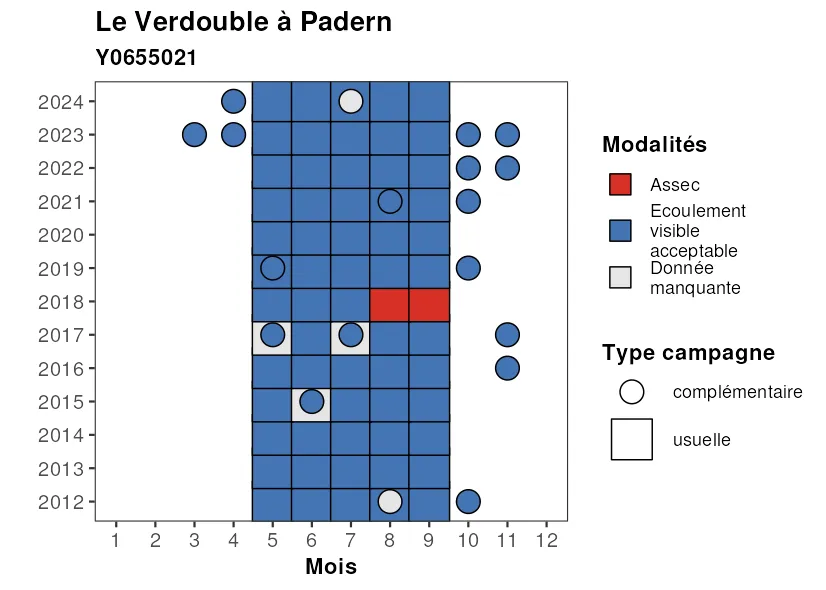 Le Verdouble à Padern
Y0655021
2024
2023
2022
2021
2020
2019
2018
2017
2016
2015
2014
2013
2012
1 2 3 4 5 6 7 8 9 10 11 12
Mois
Modalités
Assec
Ecoulement
visible
acceptable
Donnée
manquante
Type campagne
complémentaire
usuelle